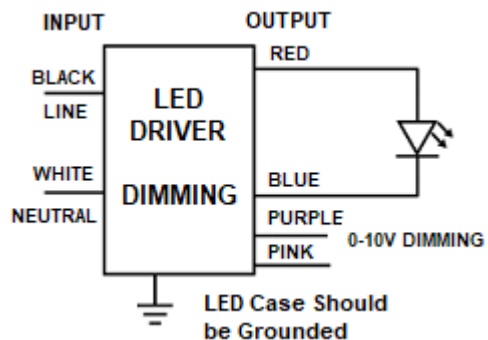 INPUT
OUTPUT
BLACK
LINE
WHITE
NEUTRAL
LED
DRIVER
DIMMING
RED
BLUE
PURPLE
PINK
0-10V DIMMING
LED Case Should
be Grounded